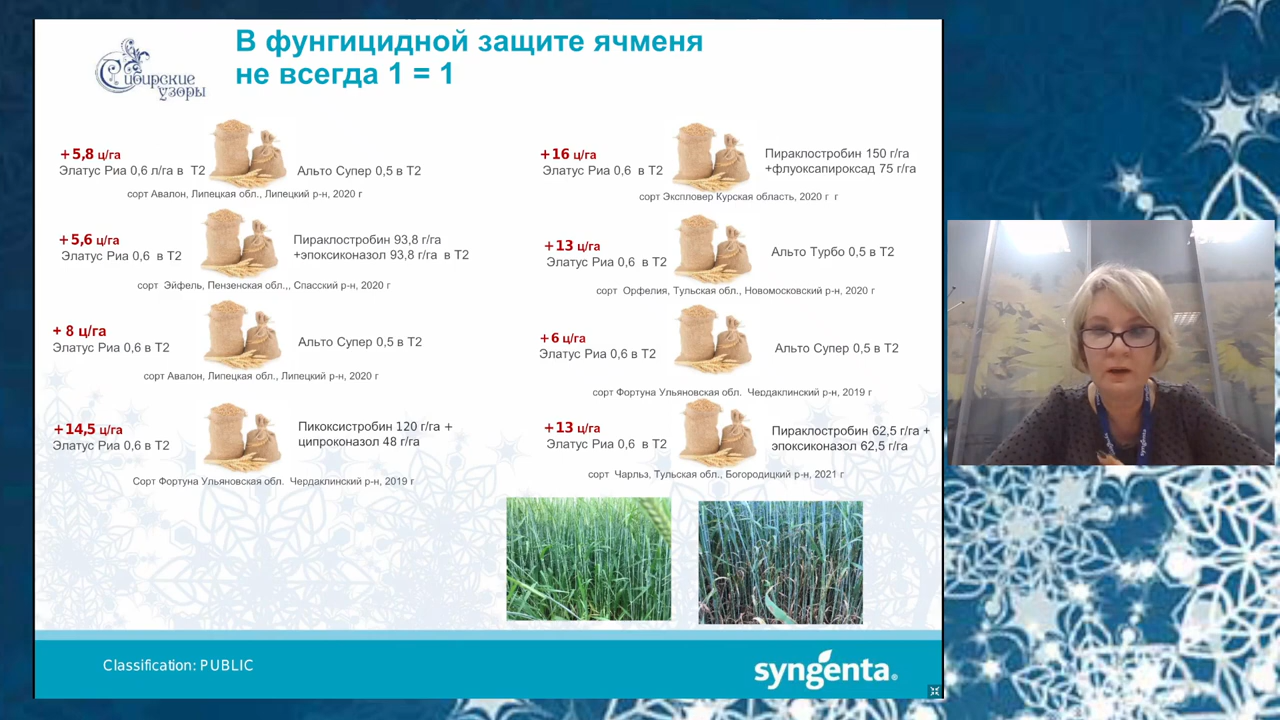 В фунгицидной защите ячменя
не всегда 1 = 1
Сибирские
узоры
+5,8 ц/га
Элатус Риа 0,6 л/га в Т2
Альто Супер 0,5 в Т2
сорт Авалон, Липецкая обл., Липецкий р-н, 2020 г
+5,6 ц/га
Элатус Риа 0,6 в Т2
Пираклостробин 93,8 г/га
+эпоксиконазол 93,8 г/га в Т2
сорт Эйфель, Пензенская обл.,, Спасский р-н, 2020 г
+ 8 ц/га
Элатус Риа 0,6 в Т2
Альто Супер 0,5 в Т2
сорт Авалон, Липецкая обл., Липецкий р-н, 2020 г
+14,5 ц/га
Элатус Риа 0,6 в Т2
Пикоксистробин 120 г/га +
ципроконазол 48 г/га
Сорт Фортуна Ульяновская обл. Чердаклинский р-н, 2019 г
+16 ц/га
Элатус Риа 0,6 в Т2
Пираклостробин 150 г/га
+флуоксапироксад 75 г/га
сорт Экспловер Курская область, 2020 г г
+13 ц/га
Элатус Риа 0,6 в Т2
Альто Турбо 0,5 в Т2
сорт Орфелия, Тульская обл., Новомосковский р-н, 2020 г
+6 ц/га
Элатус Риа 0,6 в Т2
Альто Супер 0,5 в Т2
сорт Фортуна Ульяновская обл. Чердаклинский р-н, 2019 г
+13 ц/га
Элатус Риа 0,6 в Т2
Пираклостробин 62,5 г/га +
эпоксиконазол 62,5 г/га
сорт Чарльз, Тульская обл., Богородицкий р-н, 2021 г
Classification: PUBLIC
syngenta®